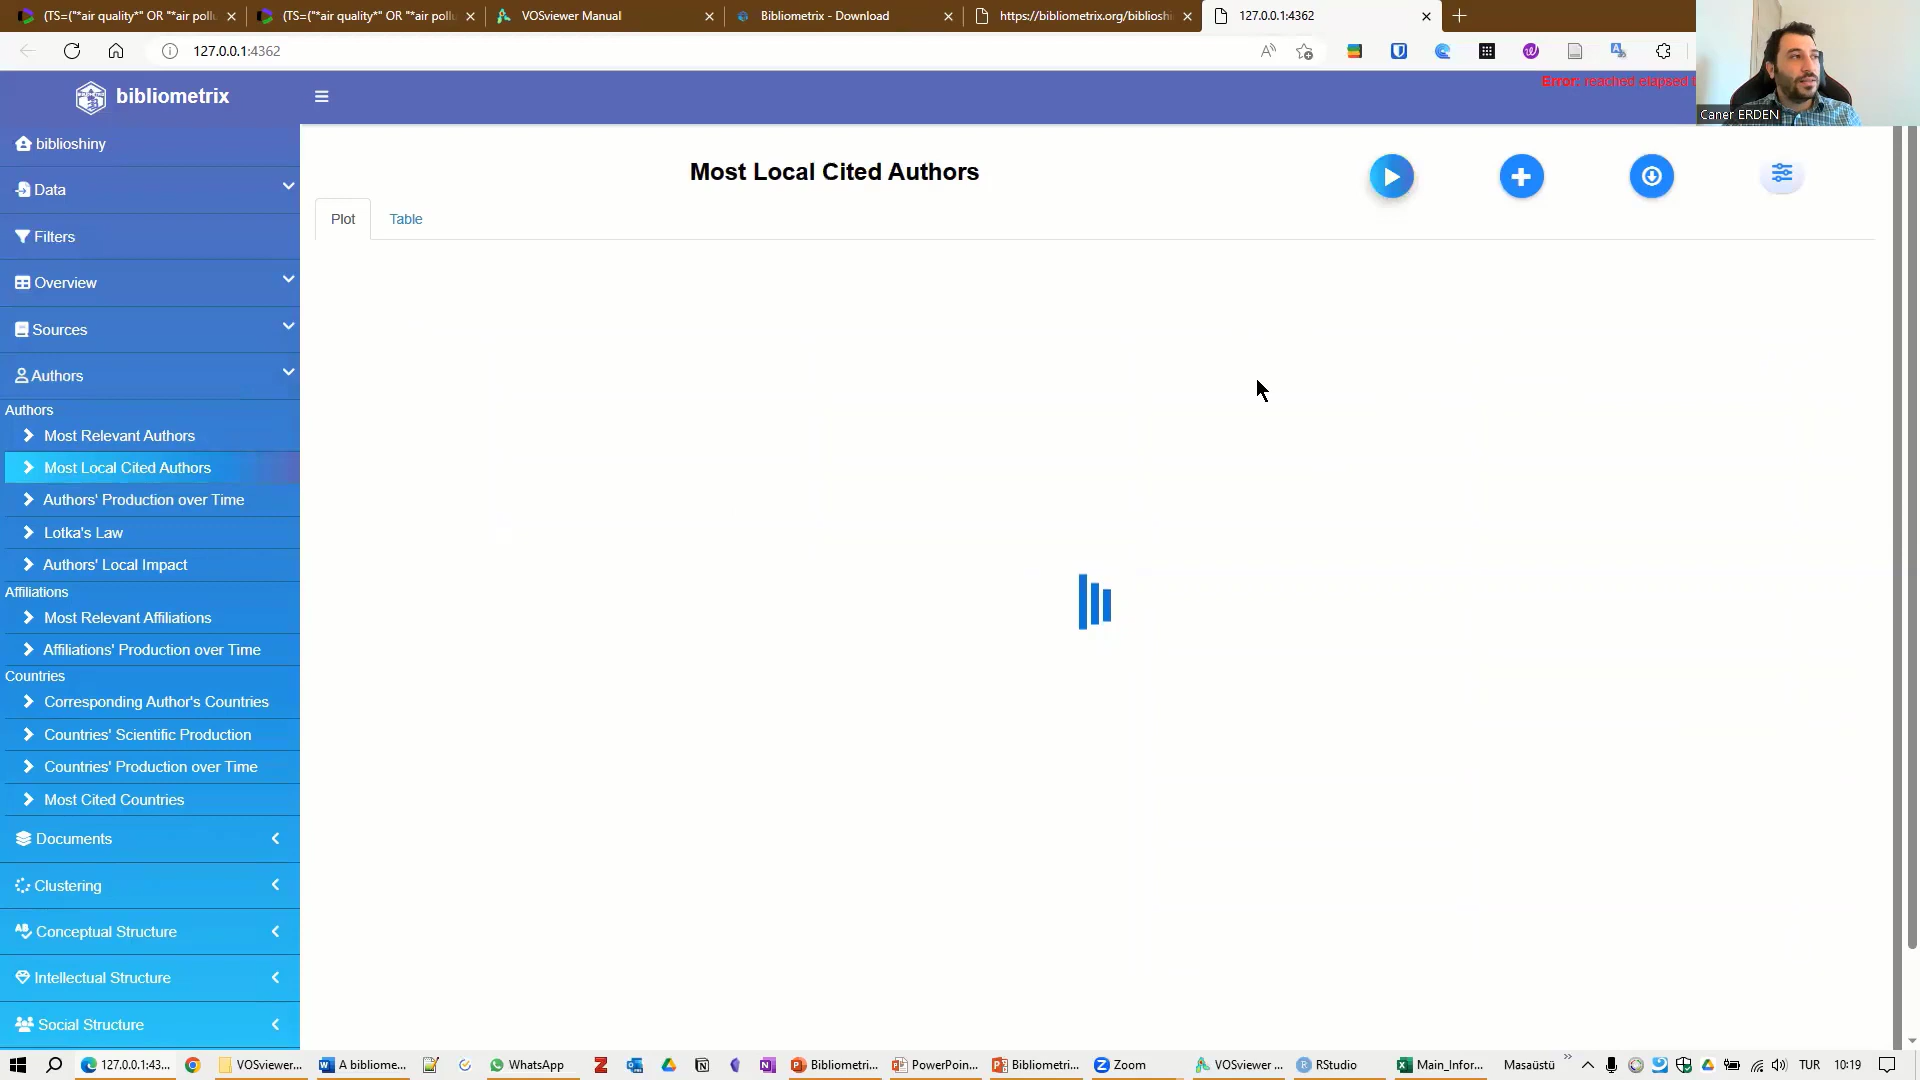 (TS=("*air quality*" OR "*air pollu
(TS=("*air quality*" OR "*air pollu
VOSviewer Manual
Bibliometrix - Download
https://bibliometrix.org/bibliosh
127.0.0.1:4362
127.0.0.1:4362
bibliometrix
Error: reached elapsed t
Caner ERDEN
biblioshiny
Data
Filters
Overview
Sources
Authors
Authors
Most Relevant Authors
Most Local Cited Authors
Authors' Production over Time
Lotka's Law
Authors' Local Impact
Affiliations
Most Relevant Affiliations
Affiliations' Production over Time
Countries
Corresponding Author's Countries
Countries' Scientific Production
Countries' Production over Time
Most Cited Countries
Documents
Clustering
Conceptual Structure
Intellectual Structure
Social Structure
Most Local Cited Authors
Plot
Table
127.0.0.1:43...
VOSviewer...
A bibliome...
WhatsApp
Bibliometri...
PowerPoin...
Bibliometri...
Zoom
VOSviewer ...
RStudio
Main_Infor...
Masaüstü
TUR
10:19